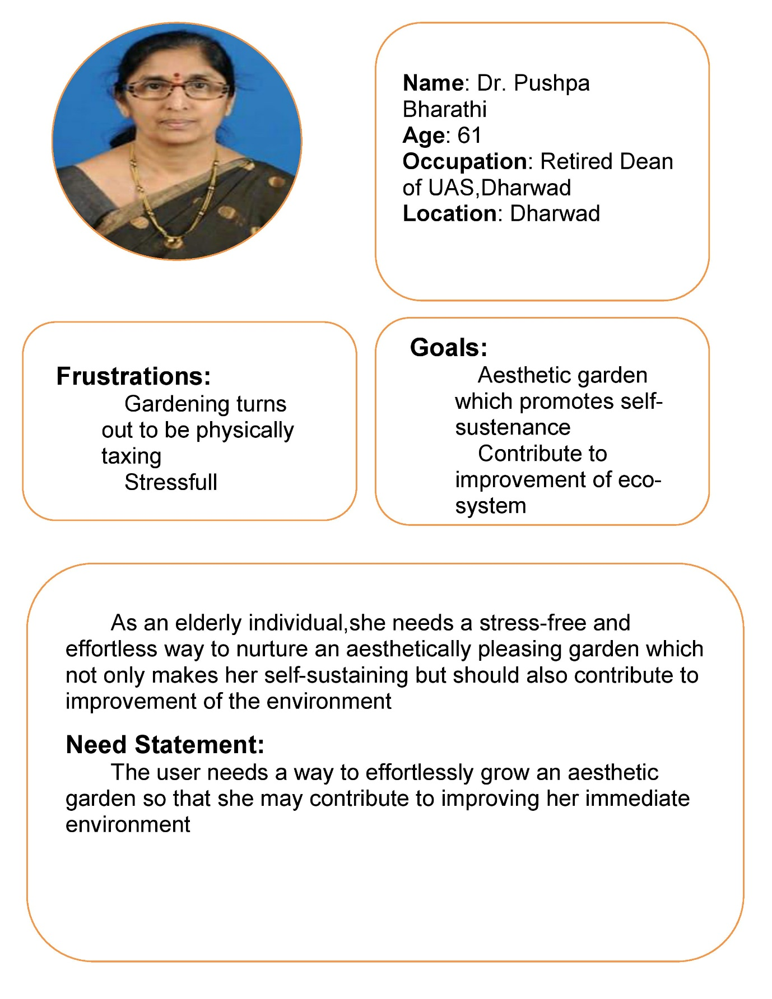 Name: Dr. Pushpa
Bharathi
Age: 61
Occupation: Retired Dean
of UAS,Dharwad
Location: Dharwad
Frustrations:
Gardening turns
out to be physically
taxing
Stressfull
Goals:
Aesthetic garden
which promotes self-
sustenance
Contribute to
improvement of eco-
system
As an elderly individual,she needs a stress-free and
effortless way to nurture an aesthetically pleasing garden which
not only makes her self-sustaining but should also contribute to
improvement of the environment
Need Statement:
The user needs a way to effortlessly grow an aesthetic
garden so that she may contribute to improving her immediate
environment